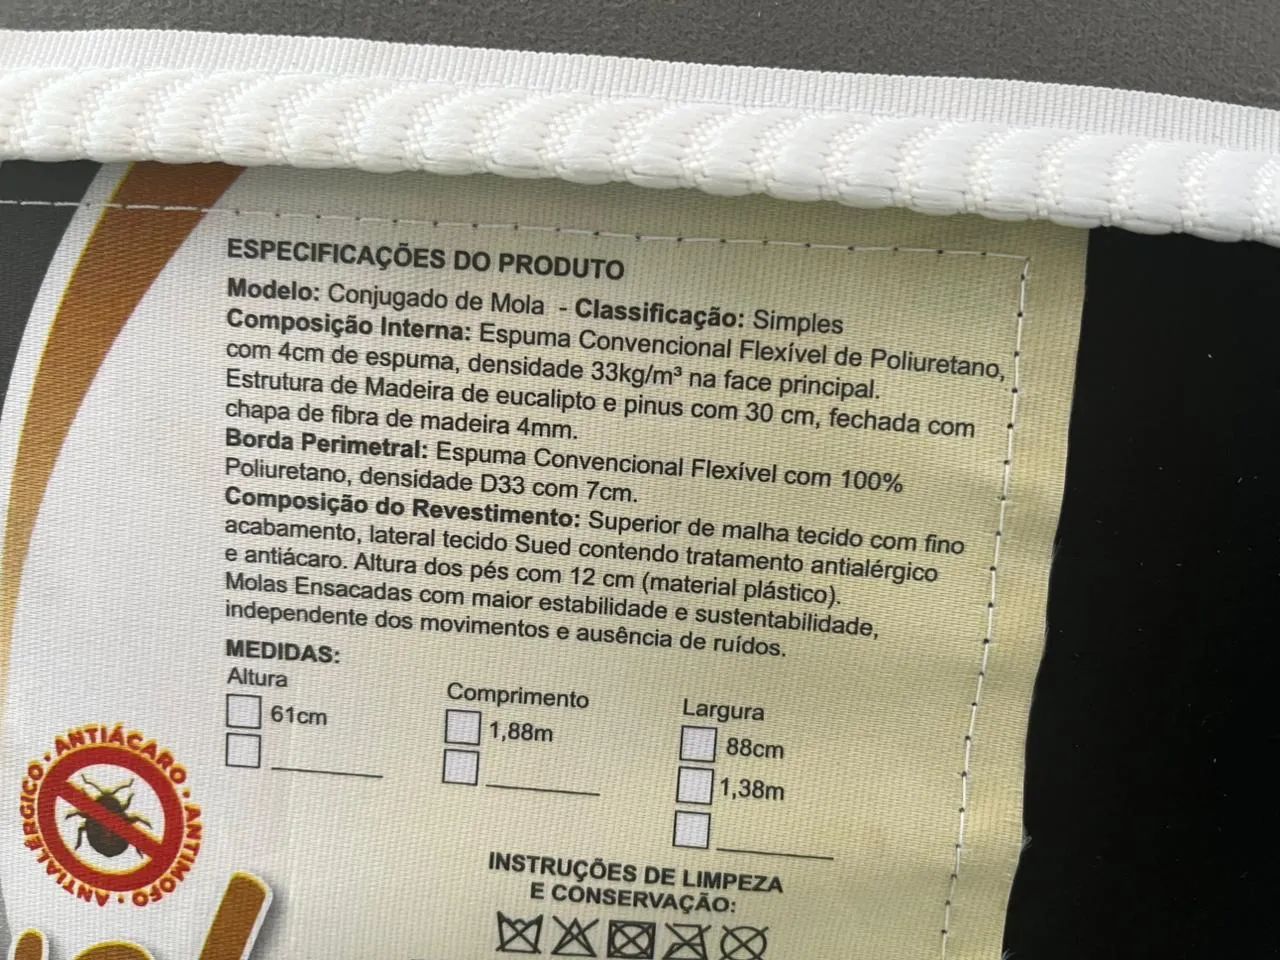 ESPECIFICAÇÕES DO PRODUTO
Modelo: Conjugado de Mola - Classificação: Simples
Composição Interna: Espuma Convencional Flexível de Poliuretano,
com 4cm de espuma, densidade 33kg/m³ na face principal.
Estrutura de Madeira de eucalipto e pinus com 30 cm, fechada com
chapa de fibra de madeira 4mm.
Borda Perimetral: Espuma Convencional Flexível com 100%
Poliuretano, densidade D33 com 7cm.
Composição do Revestimento: Superior de malha tecido com fino
acabamento, lateral tecido Sued contendo tratamento antialérgico
e antiácaro. Altura dos pés com 12 cm (material plástico).
Molas Ensacadas com maior estabilidade e sustentabilidade,
independente dos movimentos e ausência de ruídos.
MEDIDAS:
Altura Comprimento Largura
61cm 1,88m 88cm
1,38m
ANTIÁCARO · ANTIMOFO · ANTIALÉRGICO ·
INSTRUÇÕES DE LIMPEZA
E CONSERVAÇÃO: